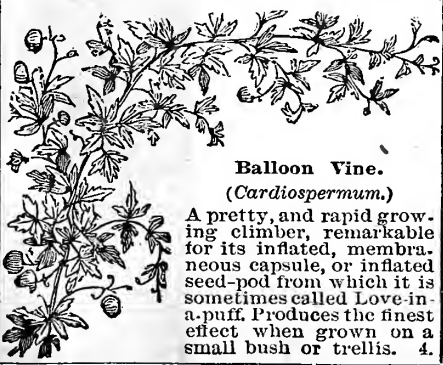 Balloon Vine.
(Cardiospermum.)
A pretty, and rapid grow-
ing climber, remarkable
for its inflated, membra-
neous capsule, or inflated
seed-pod from which it is
sometimes called Love-in-
a-puff. Produces the finest
effect when grown on a
small bush or trellis. 4.